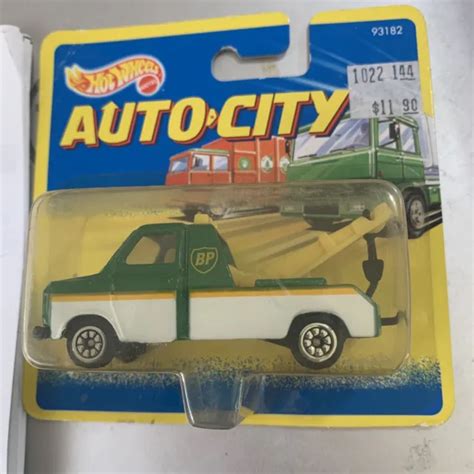 93182
HOT WHEELS
1022 144
$11.90
AUTO CITY
BP